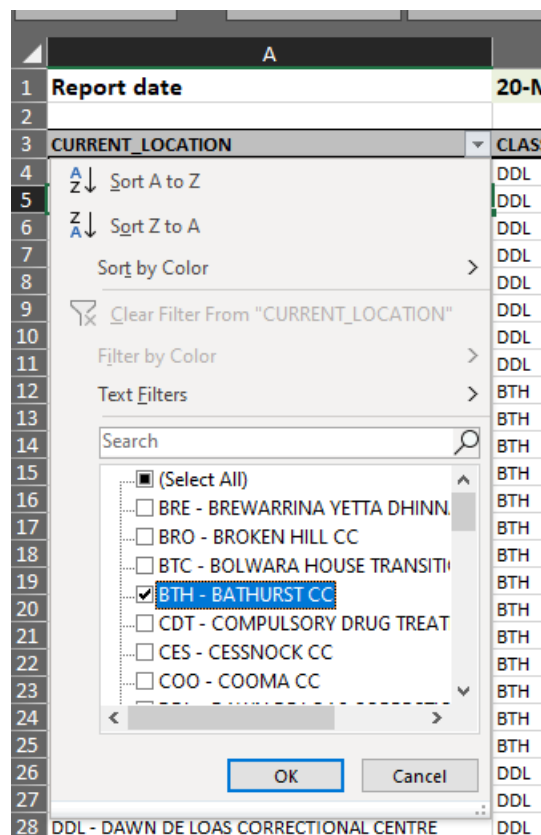 A
1 Report date 20-M
2
3 CURRENT_LOCATION CLAS
4 Sort A to Z DDL
5 DDL
6 Sort Z to A DDL
7 DDL
8 Sort by Color DDL
9 Clear Filter From "CURRENT_LOCATION" DDL
10 DDL
11 Filter by Color DDL
12 Text Filters BTH
13 BTH
14 Search BTH
15 (Select All) BTH
16 BRE - BREWARRINA YETTA DHINN BTH
17 BRO - BROKEN HILL CC BTH
18 BTC - BOLWARA HOUSE TRANSITI BTH
19 BTH - BATHURST CC BTH
20 CDT - COMPULSORY DRUG TREAT BTH
21 BTH
22 CES - CESSNOCK CC BTH
23 COO - COOMA CC BTH
24 BTH
25 BTH
26 OK Cancel DDL
27 DDL
28 DDL - DAWN DE LOAS CORRECTIONAL CENTRE DDL